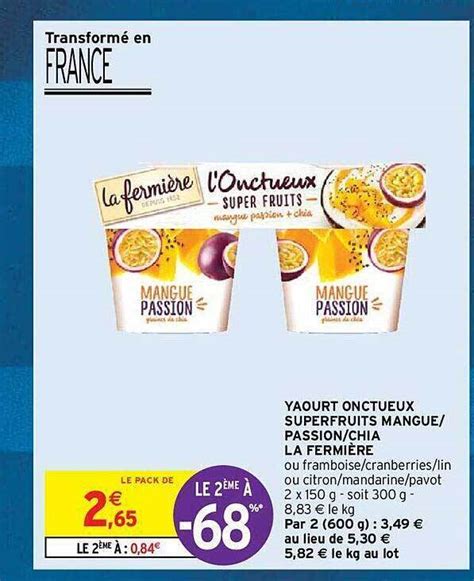 Transformé en
FRANCE
la fermière
DEPUIS 1952
l'Onctueux
SUPER FRUITS
mangue passion + chia
MANGUE
PASSION
graines de chia
MANGUE
PASSION
graines de chia
YAOURT ONCTUEUX
SUPERFRUITS MANGUE/
PASSION/CHIA
LA FERMIÈRE
ou framboise/cranberries/lin
ou citron/mandarine/pavot
2 x 150 g - soit 300 g -
8,83 € le kg
Par 2 (600 g) : 3,49 €
au lieu de 5,30 €
5,82 € le kg au lot
LE PACK DE
2,65 €
LE 2ÈME À : 0,84€
LE 2ÈME À
-68%*